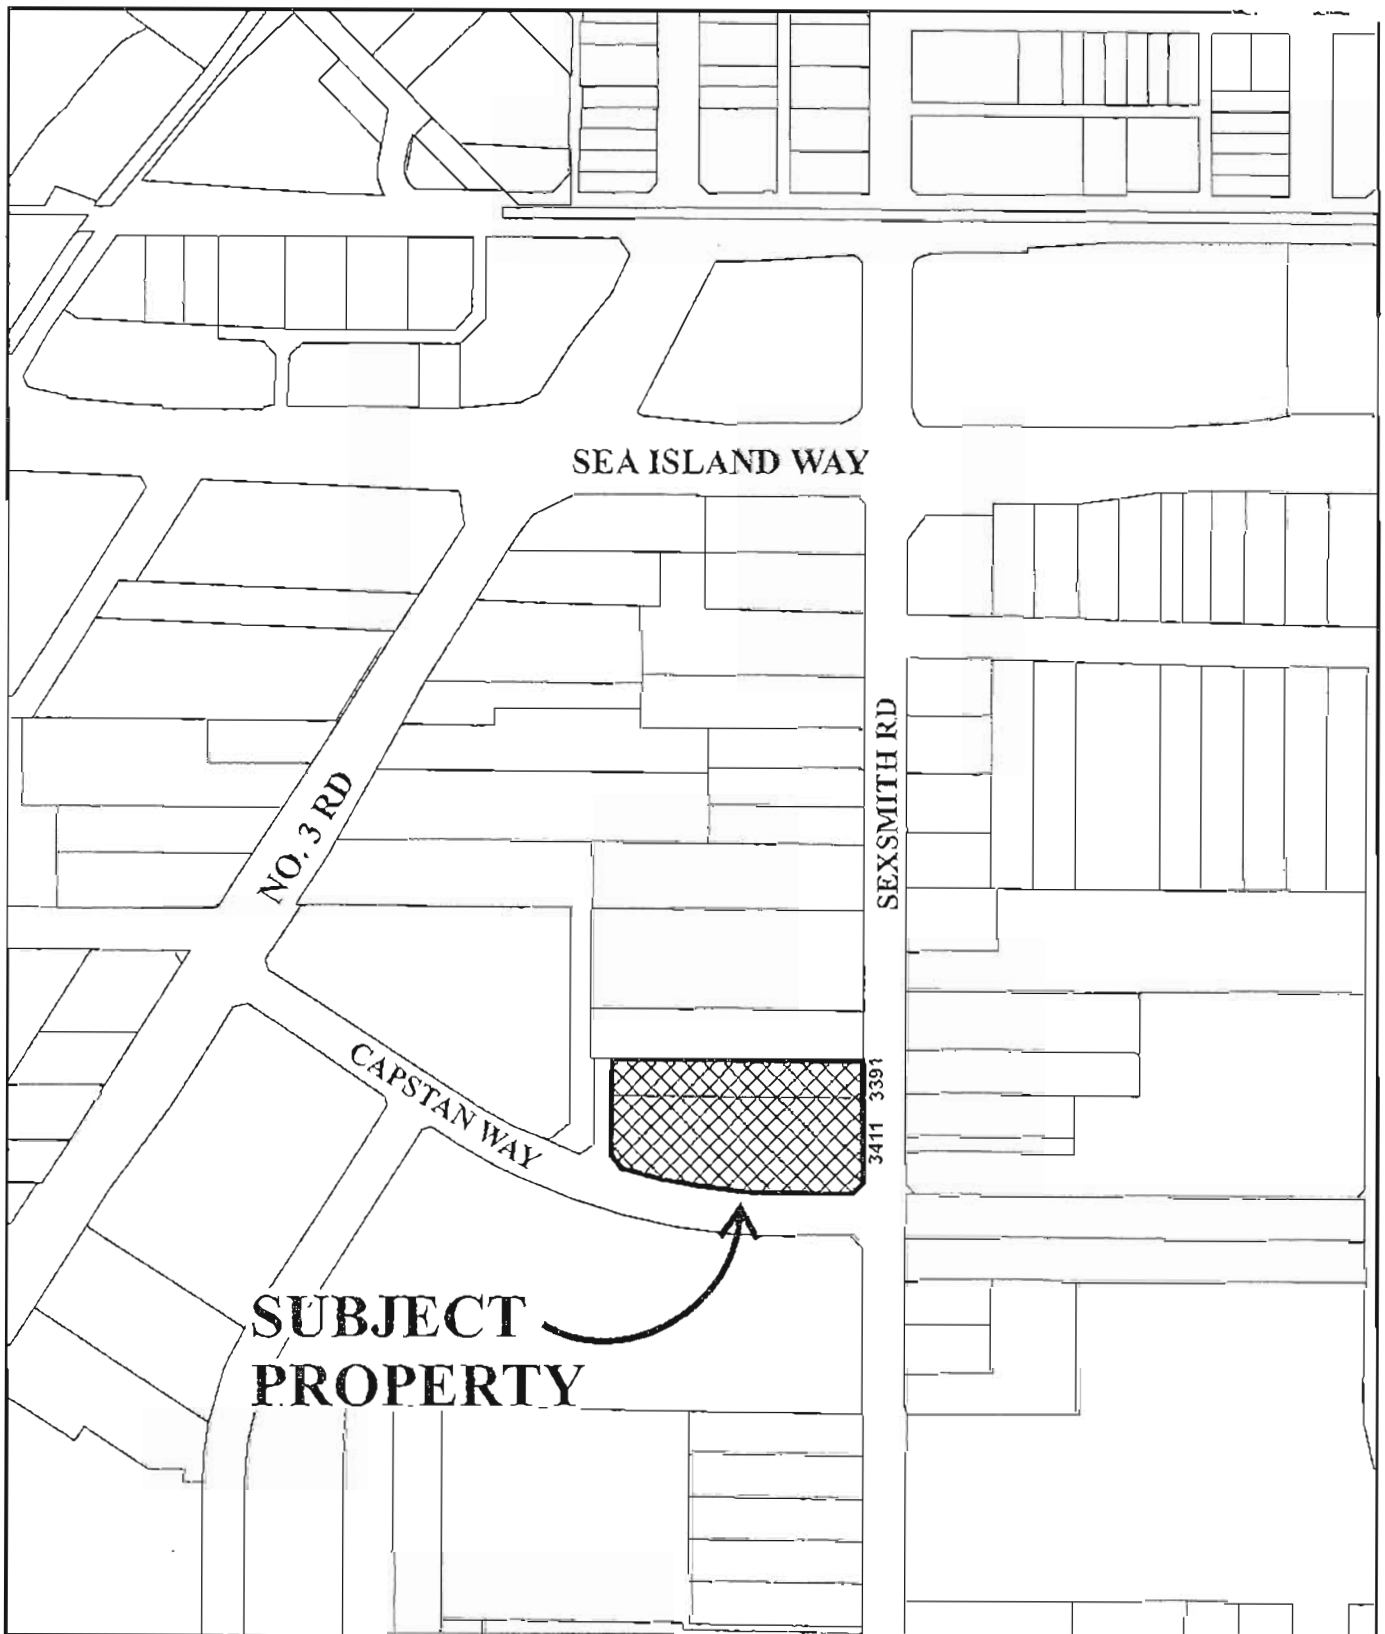 SEA ISLAND WAY
SEXSMITH RD
NO. 3 RD
CAPSTAN WAY
3391
3411
SUBJECT
PROPERTY